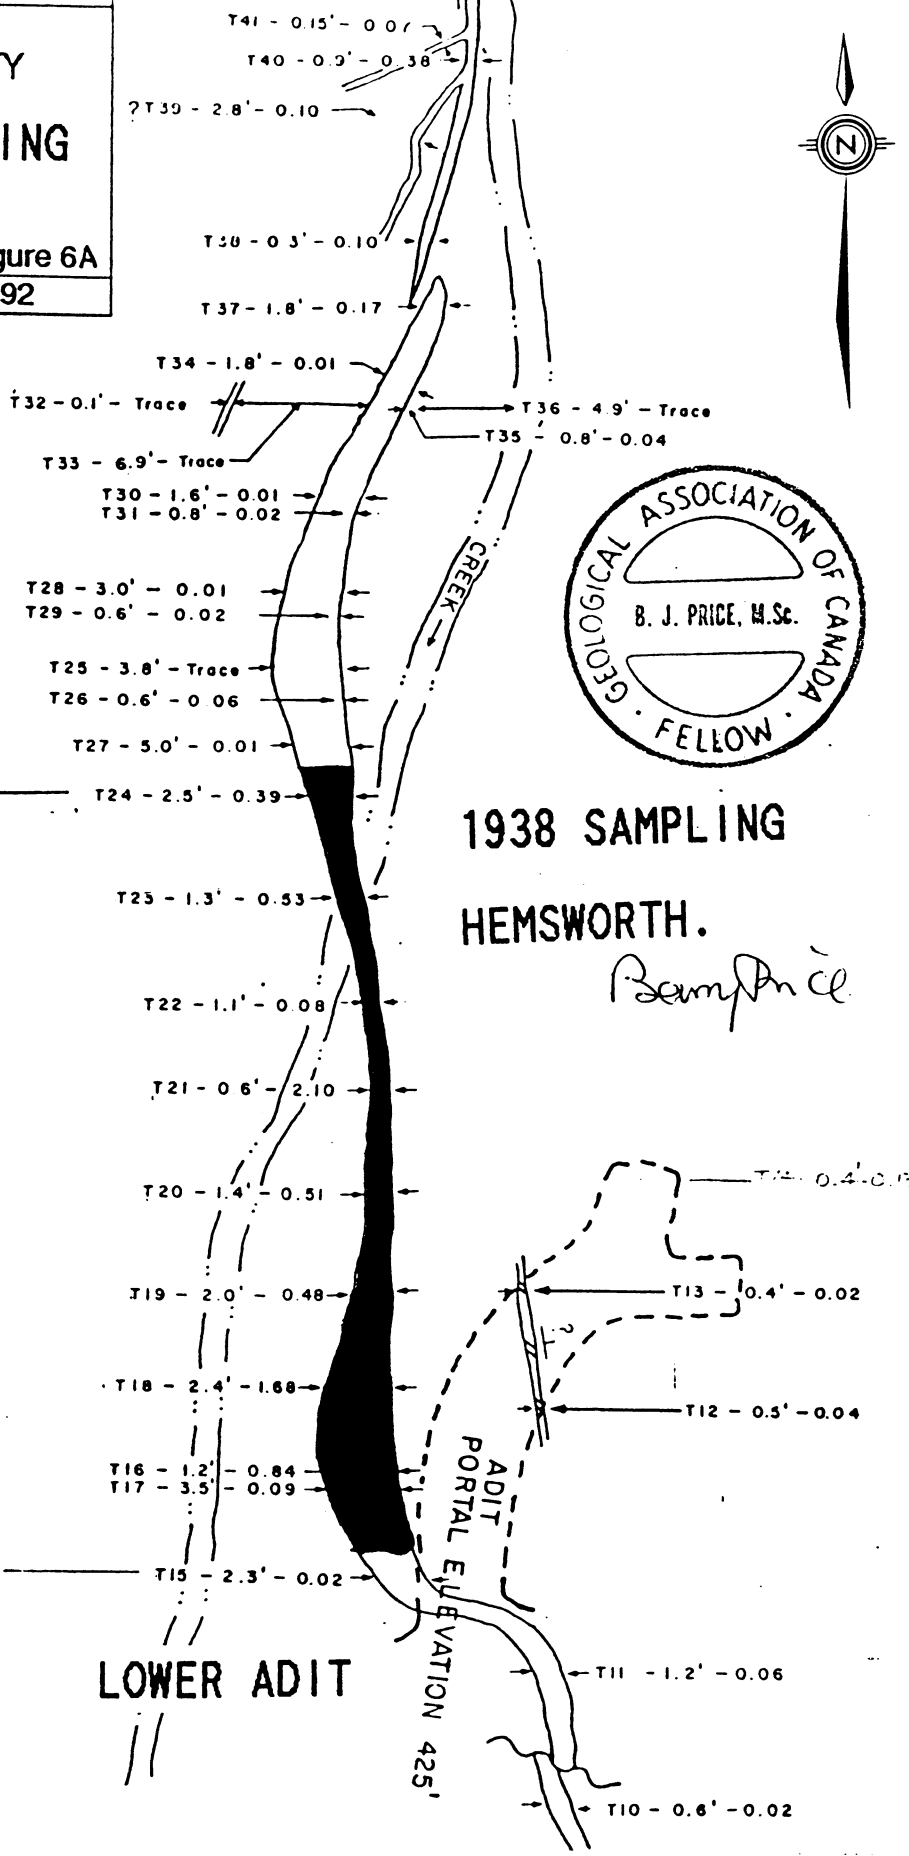 Y
ING
gure 6A
92
T41 - 0.15' - 0.07
T40 - 0.9' - 0.38
?T39 - 2.8' - 0.10
T38 - 0.3' - 0.10
T37 - 1.8' - 0.17
T34 - 1.8' - 0.01
T32 - 0.1' - Trace
T36 - 4.9' - Trace
T35 - 0.8' - 0.04
T33 - 6.9' - Trace
T30 - 1.6' - 0.01
T31 - 0.8' - 0.02
T28 - 3.0' - 0.01
T29 - 0.6' - 0.02
T25 - 3.8' - Trace
T26 - 0.6' - 0.06
T27 - 5.0' - 0.01
T24 - 2.5' - 0.39
T23 - 1.3' - 0.53
T22 - 1.1' - 0.08
T21 - 0.6' - 2.10
T20 - 1.4' - 0.51
T19 - 2.0' - 0.48
T18 - 2.4' - 1.68
T16 - 1.2' - 0.84
T17 - 3.5' - 0.09
T15 - 2.3' - 0.02
N
CREEK
GEOLOGICAL ASSOCIATION OF CANADA
B. J. PRICE, M.Sc.
· FELLOW ·
1938 SAMPLING
HEMSWORTH.
Price
0.4'
T13 - 0.4' - 0.02
?
T12 - 0.5' - 0.04
ADIT
PORTAL ELEVATION 425'
LOWER ADIT
T11 - 1.2' - 0.06
T10 - 0.6' - 0.02